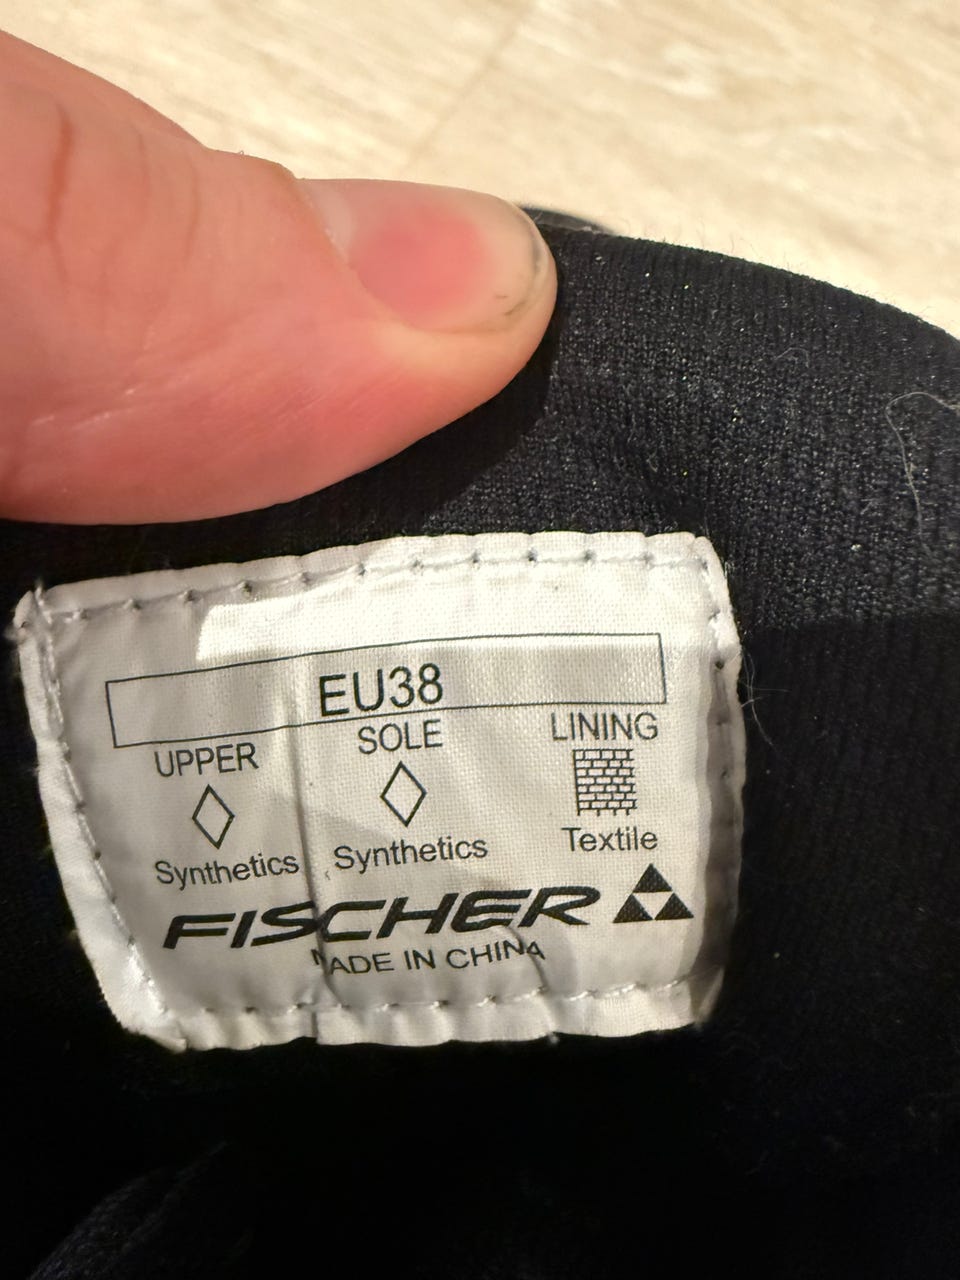 EU38
UPPER SOLE LINING
Synthetics Synthetics Textile
FISCHER
MADE IN CHINA